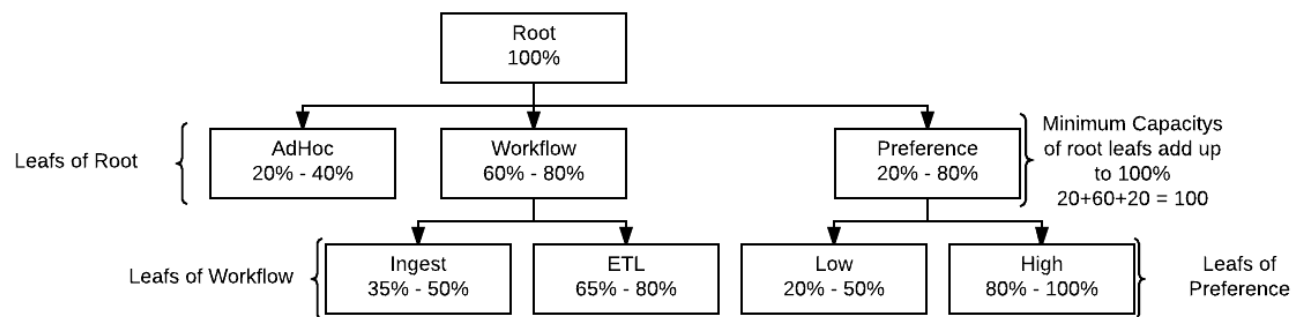 Root
100%
Leafs of Root
AdHoc
20% - 40%
Workflow
60% - 80%
Preference
20% - 80%
Minimum Capacitys
of root leafs add up
to 100%
20+60+20 = 100
Leafs of Workflow
Ingest
35% - 50%
ETL
65% - 80%
Low
20% - 50%
High
80% - 100%
Leafs of
Preference